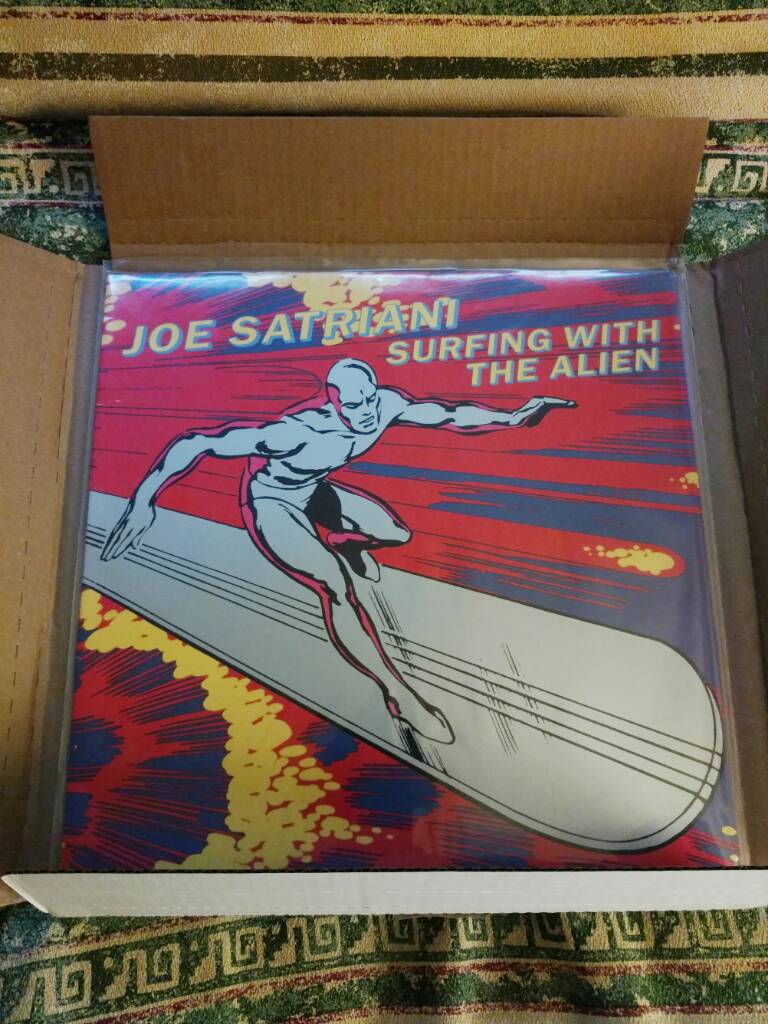 JOE SATRIANI
SURFING WITH
THE ALIEN